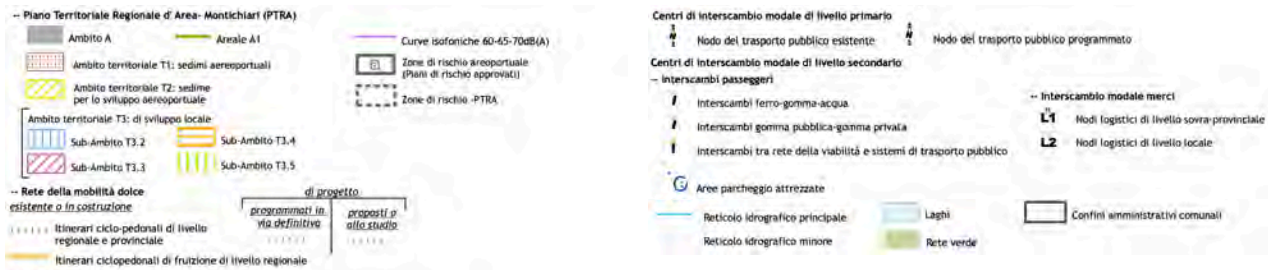 -- Piano Territoriale Regionale d' Area- Montichiari (PTRA)
Ambito A
Areale A1
Curve isofoniche 60-65-70dB(A)
Ambito territoriale T1: sedimi aereoportuali
Zone di rischio areoportuale
(Piani di rischio approvati)
Ambito territoriale T2: sedime
per lo sviluppo aereoportuale
Zone di rischio -PTRA
Ambito territoriale T3: di sviluppo locale
Sub-Ambito T3.2
Sub-Ambito T3.4
Sub-Ambito T3.3
Sub-Ambito T3.5
-- Rete della mobilità dolce
esistente o in costruzione
di progetto
programmati in
via definitiva
proposti o
allo studio
Itinerari ciclo-pedonali di livello
regionale e provinciale
Itinerari ciclopedonali di fruizione di livello regionale
Centri di interscambio modale di livello primario
Nodo del trasporto pubblico esistente
Nodo del trasporto pubblico programmato
Centri di interscambio modale di livello secondario
-- Interscambi passeggeri
Interscambi ferro-gomma-acqua
Interscambi gomma pubblica-gomma privata
Interscambi tra rete della viabilità e sistemi di trasporto pubblico
-- Interscambio modale merci
L1 Nodi logistici di livello sovra-provinciale
L2 Nodi logistici di livello locale
Aree parcheggio attrezzate
Reticolo idrografico principale
Laghi
Confini amministrativi comunali
Reticolo idrografico minore
Rete verde